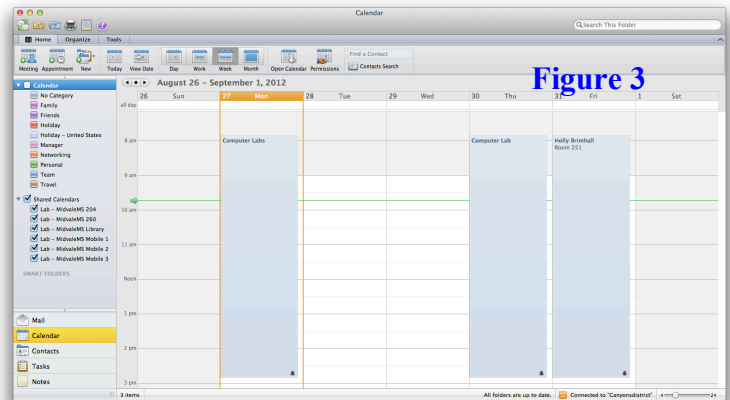 Calendar
Search This Folder
Home Organize Tools
Meeting Appointment New Today View Date Day Work Week Month Open Calendar Permissions
Find a Contact
Contacts Search
Figure 3
Calendar
No Category
Family
Friends
Holiday
Holiday - United States
Manager
Networking
Personal
Team
Travel
Shared Calendars
Lab - MidvaleMS 204
Lab - MidvaleMS 260
Lab - MidvaleMS Library
Lab - MidvaleMS Mobile 1
Lab - MidvaleMS Mobile 2
Lab - MidvaleMS Mobile 3
SMART FOLDERS
Mail
Calendar
Contacts
Tasks
Notes
August 26 – September 1, 2012
26 Sun 27 Mon 28 Tue 29 Wed 30 Thu 31 Fri 1 Sat
all day
8 am
Computer Labs
Computer Lab
Holly Brimhall
Room 251
9 am
10 am
11 am
Noon
1 pm
2 pm
3 pm
3 items
All folders are up to date.
Connected to "Canyonsdistrict"
4 24